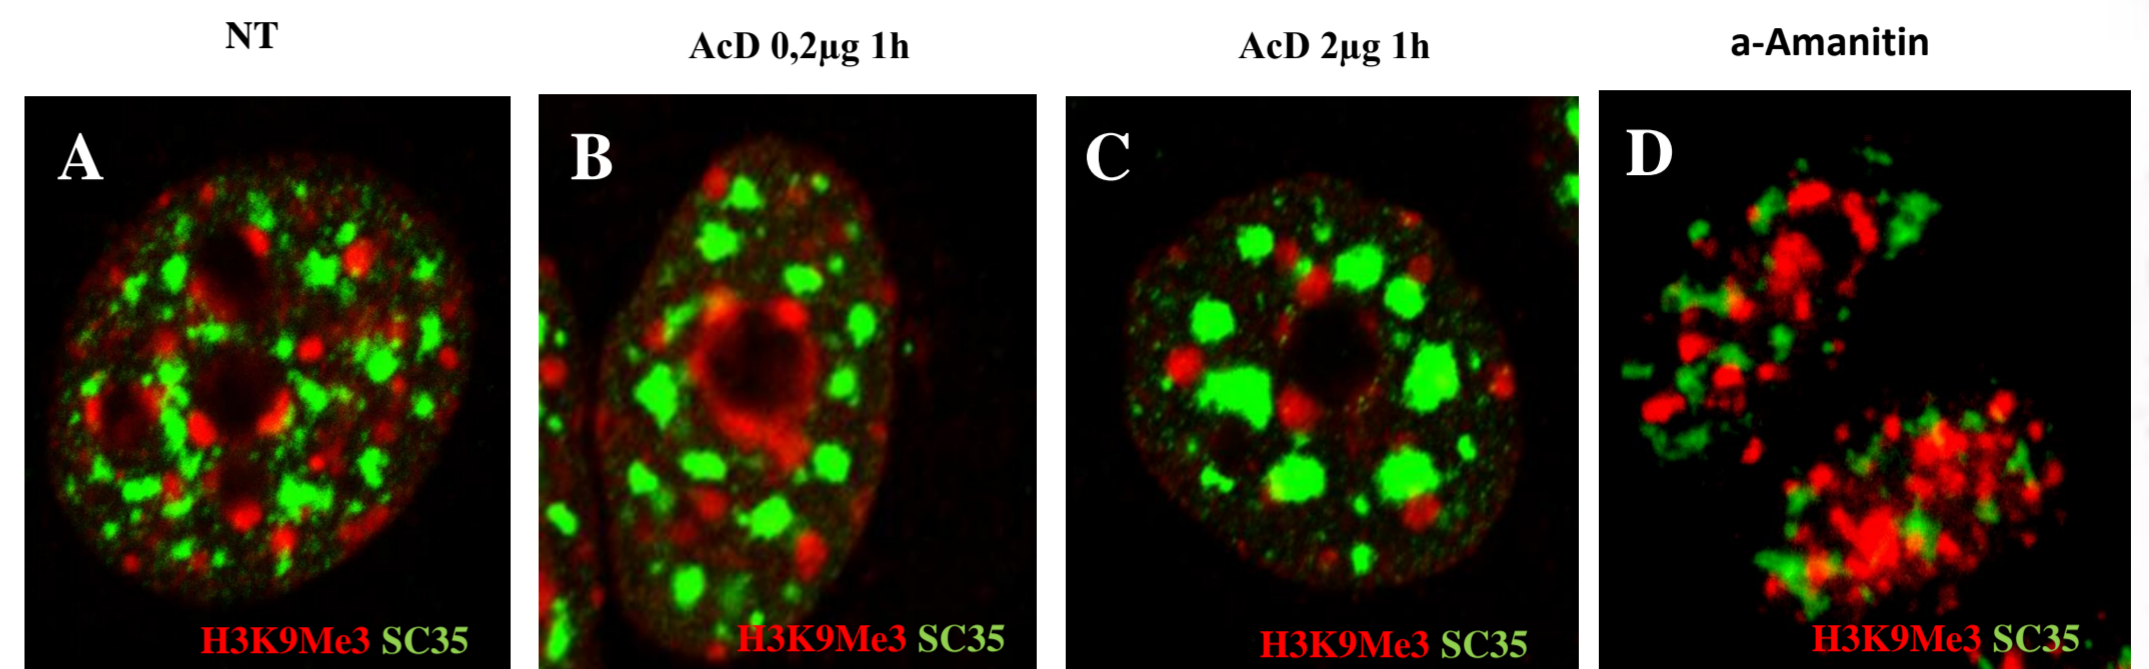 NT
AcD 0,2µg 1h
AcD 2µg 1h
a-Amanitin
A
B
C
D
H3K9Me3 SC35
H3K9Me3 SC35
H3K9Me3 SC35
H3K9Me3 SC35